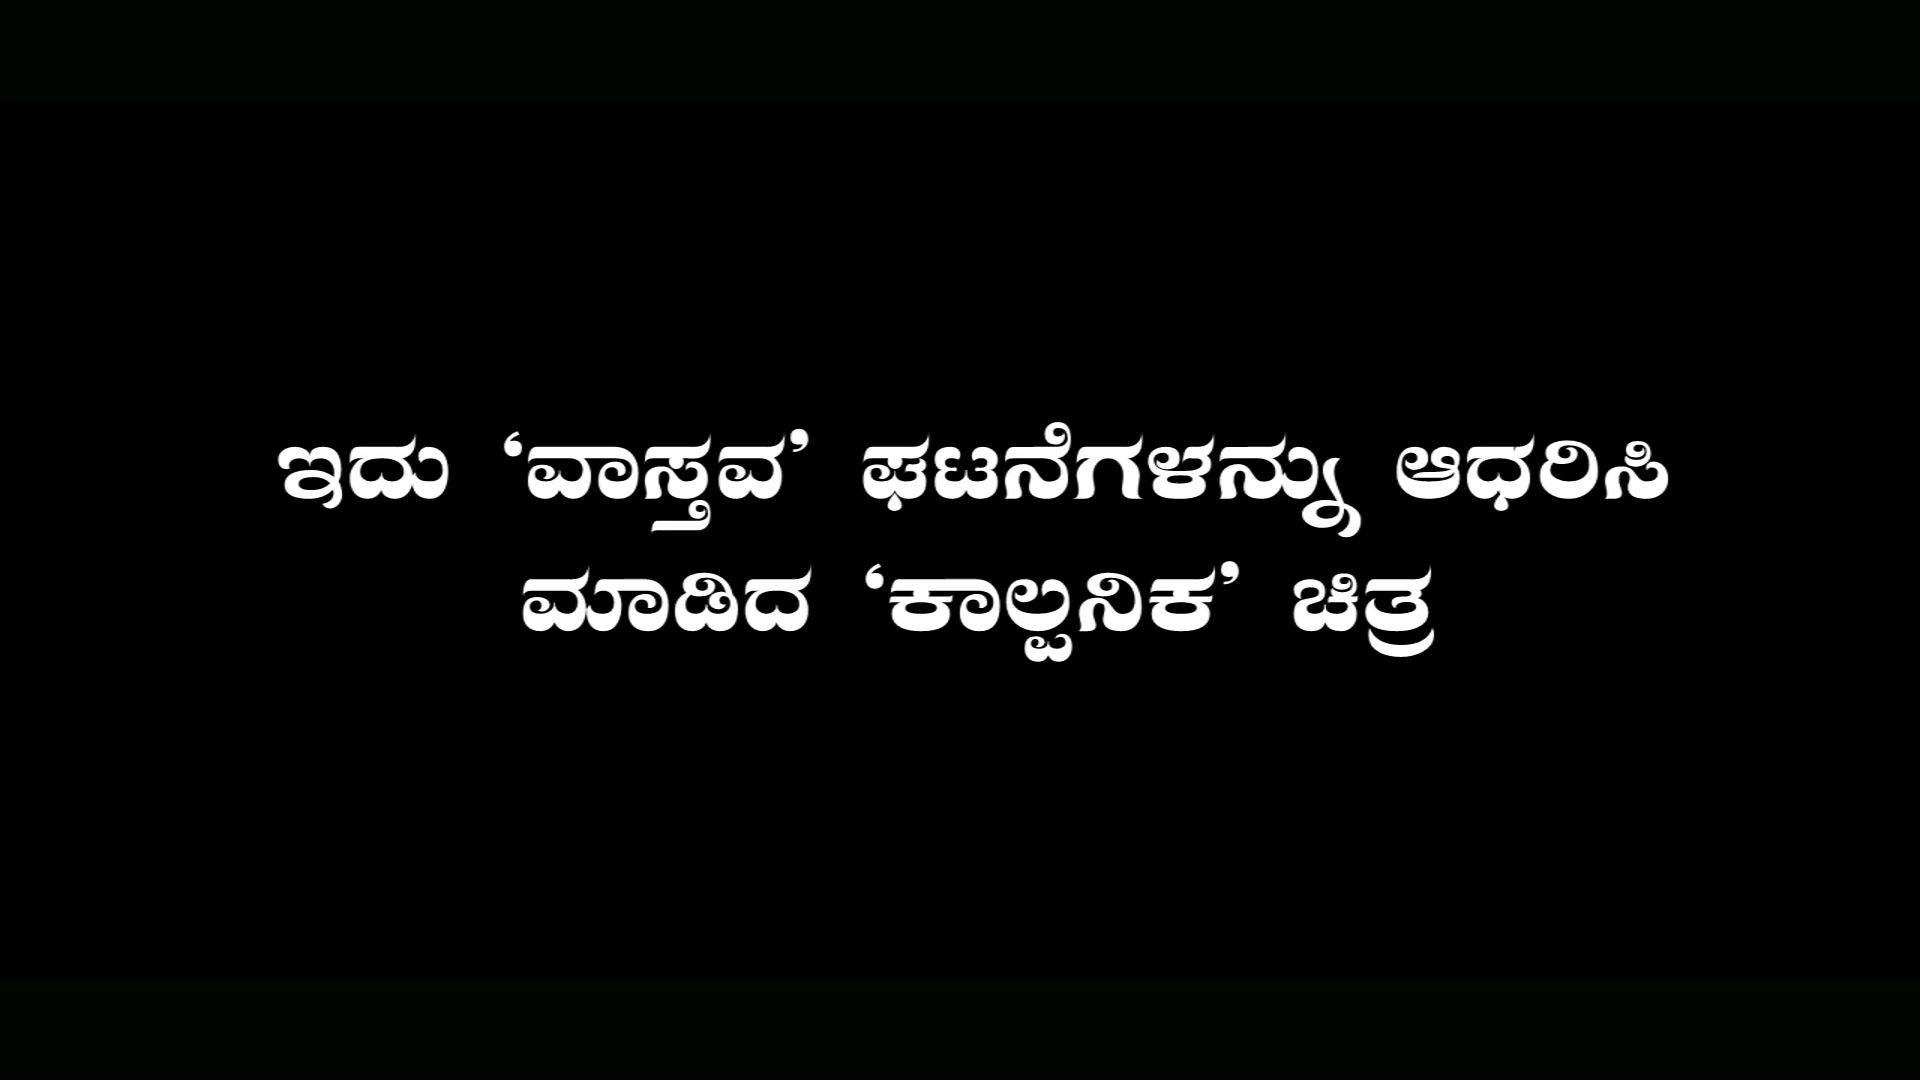 ಇದು ‘ವಾಸ್ತವ’ ಘಟನೆಗಳನ್ನು ಆಧರಿಸಿ
ಮಾಡಿದ ‘ಕಾಲ್ಪನಿಕ’ ಚಿತ್ರ